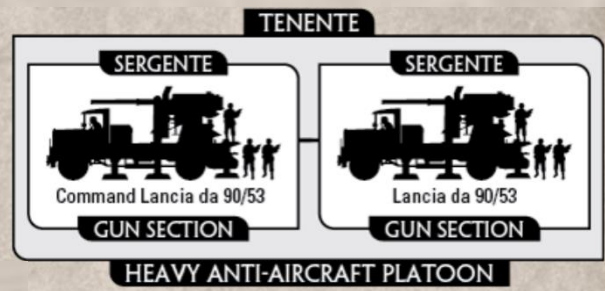 TENENTE
SERGENTE
Command Lancia da 90/53
GUN SECTION
SERGENTE
Lancia da 90/53
GUN SECTION
HEAVY ANTI-AIRCRAFT PLATOON